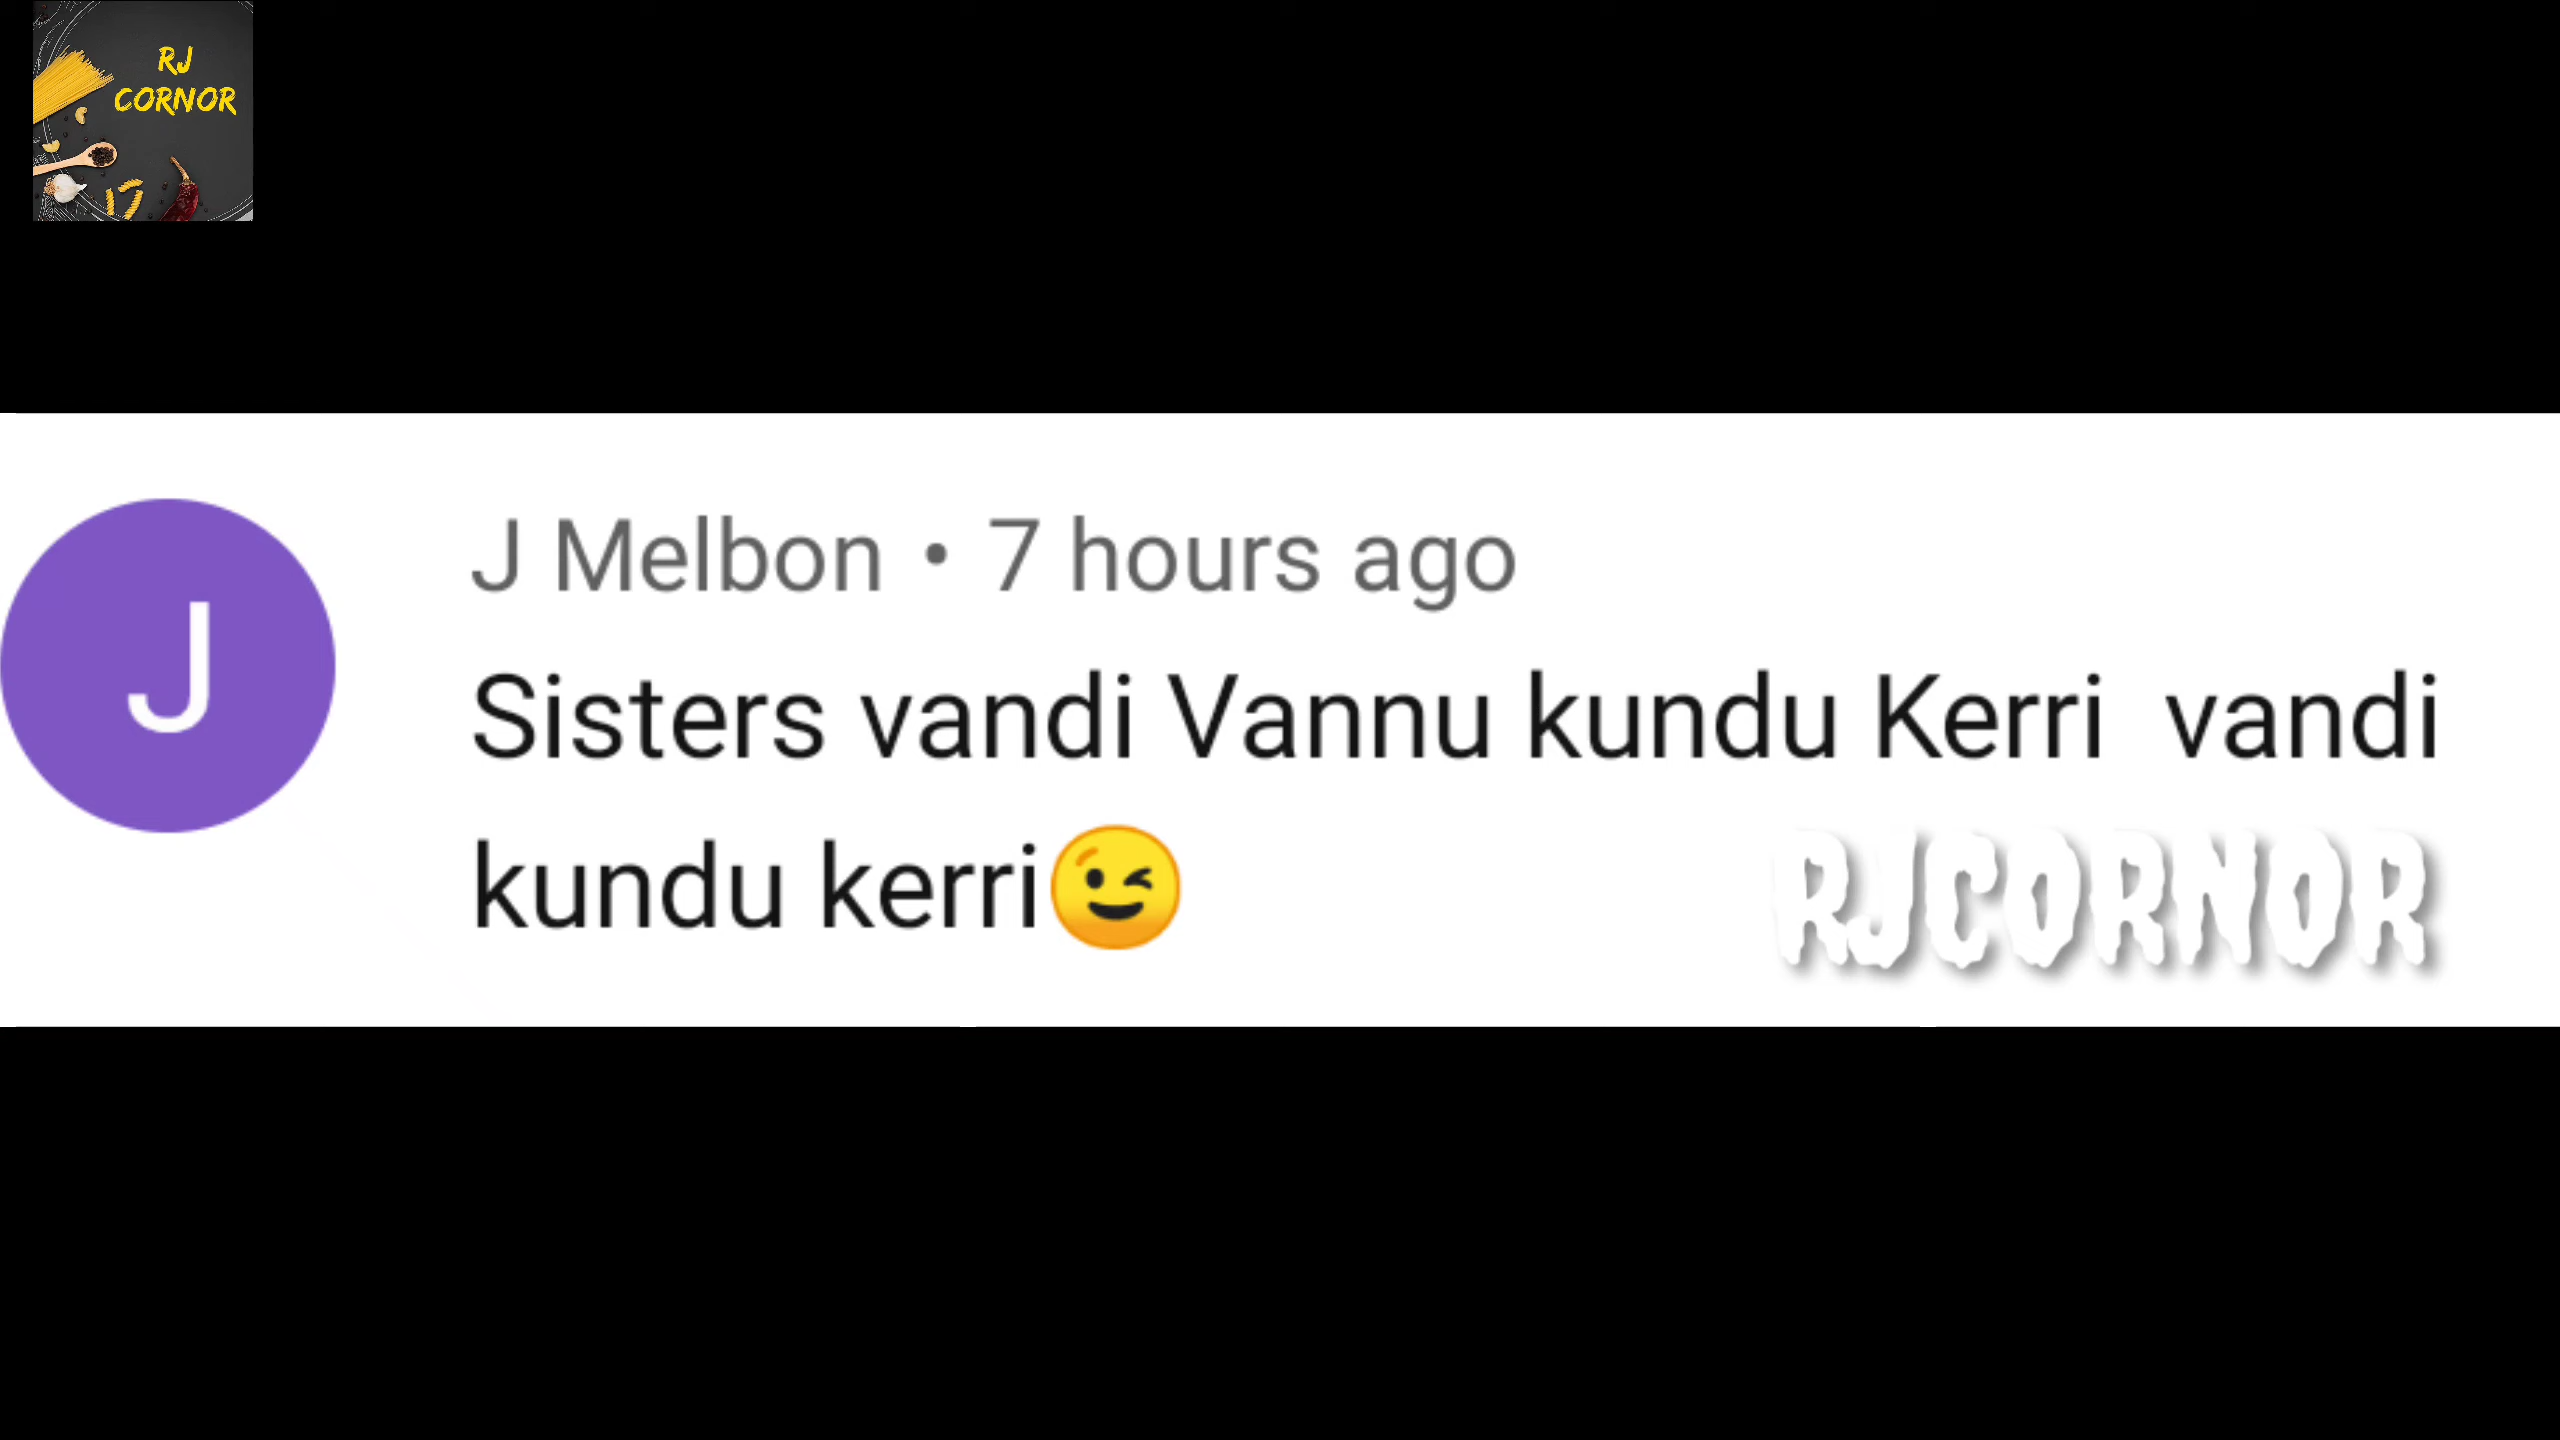 RJ
CORNOR
J
J Melbon • 7 hours ago
Sisters vandi Vannu kundu Kerri  vandi
kundu kerri😉
RJCORNOR